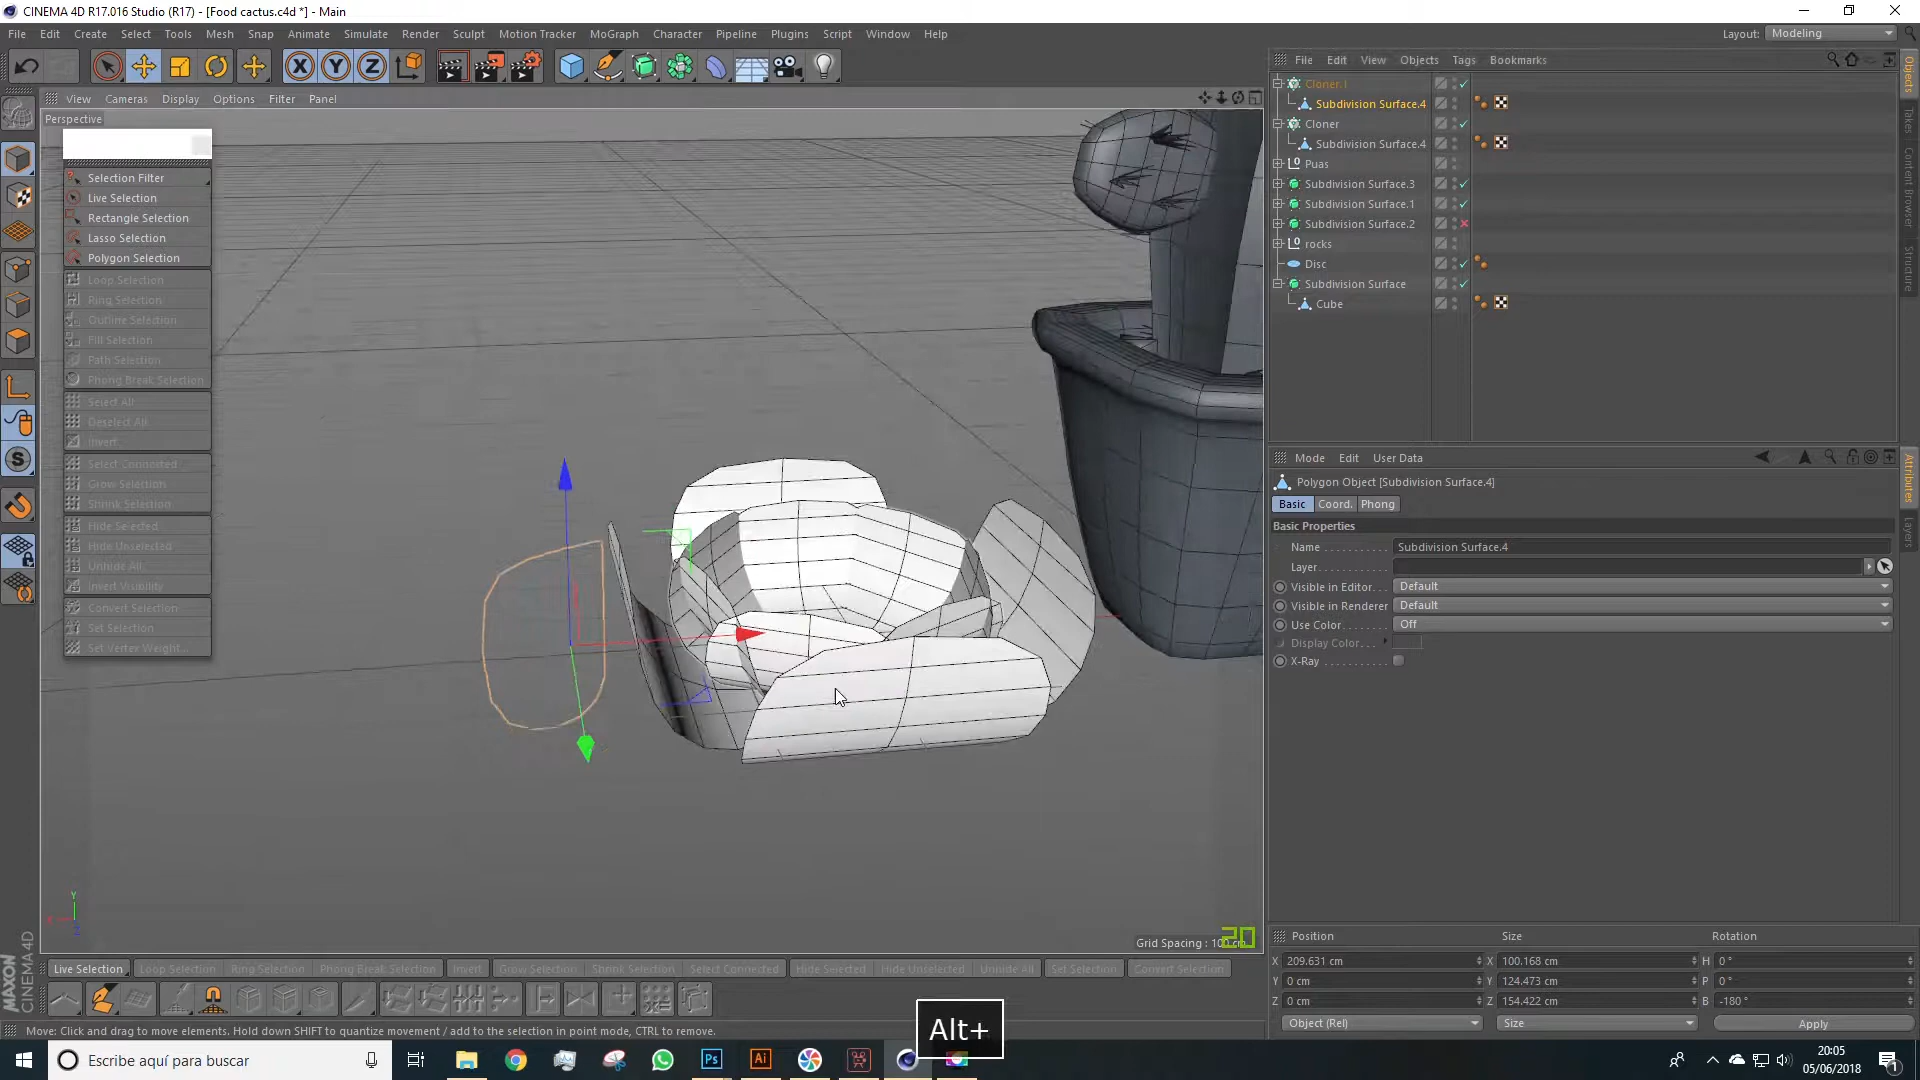 CINEMA 4D R17.016 Studio (R17) - [Food cactus.c4d *] - Main
File Edit Create Select Tools Mesh Snap Animate Simulate Render Sculpt Motion Tracker MoGraph Character Pipeline Plugins Script Window Help
Layout: Modeling
X Y Z
File Edit View Objects Tags Bookmarks
View Cameras Display Options Filter Panel
Perspective
Selection Filter
Live Selection
Rectangle Selection
Lasso Selection
Polygon Selection
Loop Selection
Ring Selection
Outline Selection
Fill Selection
Path Selection
Phong Break Selection
Select All
Deselect All
Invert
Select Connected
Grow Selection
Shrink Selection
Hide Selected
Hide Unselected
Unhide All
Invert Visibility
Convert Selection
Set Selection
Set Vertex Weight...
Cloner.1
Subdivision Surface.4
Cloner
Subdivision Surface.4
Puas
Subdivision Surface.3
Subdivision Surface.1
Subdivision Surface.2
rocks
Disc
Subdivision Surface
Cube
Objects
Takes
Content Browser
Structure
Mode Edit User Data
Attributes
Layers
Polygon Object [Subdivision Surface.4]
Basic Coord. Phong
Basic Properties
Name Subdivision Surface.4
Layer
Visible in Editor Default
Visible in Renderer Default
Use Color Off
Display Color
X-Ray
Y
X
Z
20
Grid Spacing : 100 cm
Position Size Rotation
X 209.631 cm X 100.168 cm H 0 °
Y 0 cm Y 124.473 cm P 0 °
Z 0 cm Z 154.422 cm B -180 °
Object (Rel) Size Apply
Live Selection Loop Selection Ring Selection Phong Break Selection Invert Grow Selection Shrink Selection Select Connected Hide Selected Hide Unselected Unhide All Set Selection Convert Selection
MAXON
CINEMA 4D
Move: Click and drag to move elements. Hold down SHIFT to quantize movement / add to the selection in point mode, CTRL to remove.
Alt+
Escribe aquí para buscar
Ps
Ai
20:05
05/06/2018
1